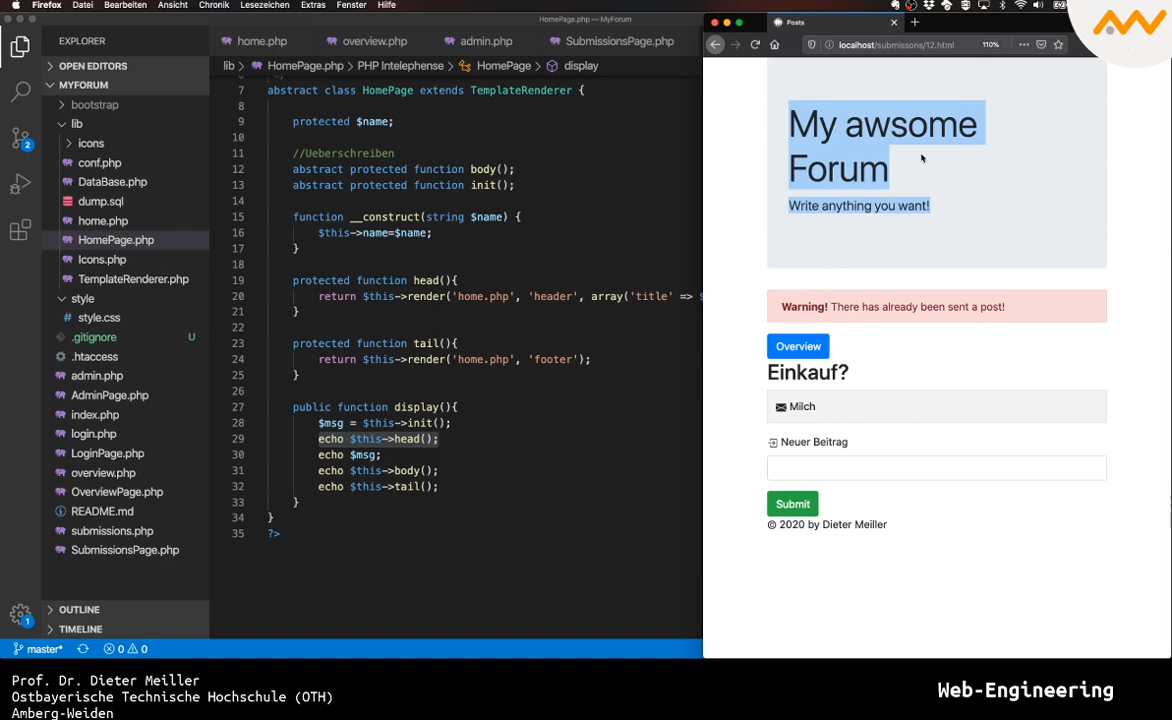 Firefox Ablage Bearbeiten Ansicht Chronik Lesezeichen Extras Fenster Hilfe
HomePage.php — MyForum
EXPLORER
home.php overview.php admin.php SubmissionsPage.php
OPEN EDITORS
lib > HomePage.php > PHP Intelephense > HomePage > display
MYFORUM
bootstrap
lib
icons
conf.php
DataBase.php
dump.sql
home.php
HomePage.php
Icons.php
TemplateRenderer.php
style
style.css
.gitignore U
.htaccess
admin.php
AdminPage.php
index.php
login.php
LoginPage.php
overview.php
OverviewPage.php
README.md
submissions.php
SubmissionsPage.php
OUTLINE
TIMELINE
2
1
7 abstract class HomePage extends TemplateRenderer {
8
9 protected $name;
10
11 //Ueberschreiben
12 abstract protected function body();
13 abstract protected function init();
14
15 function __construct(string $name) {
16 $this->name=$name;
17 }
18
19 protected function head(){
20 return $this->render('home.php', 'header', array('title' =>
21 }
22
23 protected function tail(){
24 return $this->render('home.php', 'footer');
25 }
26
27 public function display(){
28 $msg = $this->init();
29 echo $this->head();
30 echo $msg;
31 echo $this->body();
32 echo $this->tail();
33 }
34 }
35 ?>
master* 0 0
Posts
localhost/submissons/12.html 110%
My awsome
Forum
Write anything you want!
Warning! There has already been sent a post!
Overview
Einkauf?
Milch
Neuer Beitrag
Submit
© 2020 by Dieter Meiller
Prof. Dr. Dieter Meiller
Ostbayerische Technische Hochschule (OTH)
Amberg-Weiden
Web-Engineering